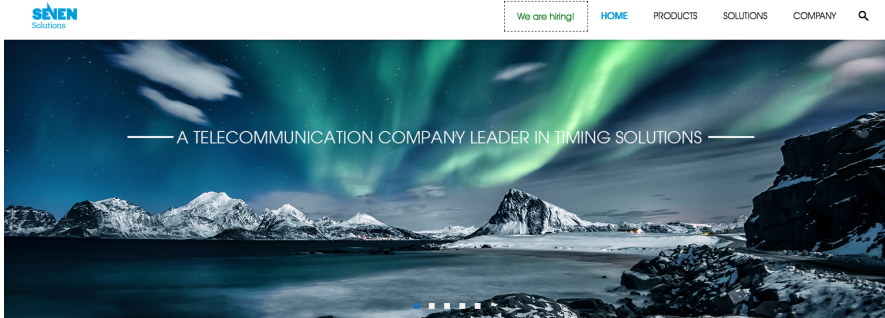 SEVEN
Solutions
We are hiring!
HOME
PRODUCTS
SOLUTIONS
COMPANY
A TELECOMMUNICATION COMPANY LEADER IN TIMING SOLUTIONS